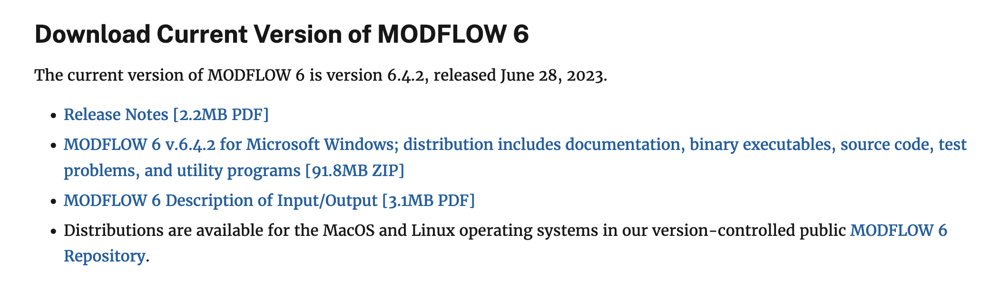 Download Current Version of MODFLOW 6
The current version of MODFLOW 6 is version 6.4.2, released June 28, 2023.
• Release Notes [2.2MB PDF]
• MODFLOW 6 v.6.4.2 for Microsoft Windows; distribution includes documentation, binary executables, source code, test
problems, and utility programs [91.8MB ZIP]
• MODFLOW 6 Description of Input/Output [3.1MB PDF]
• Distributions are available for the MacOS and Linux operating systems in our version-controlled public MODFLOW 6
Repository.